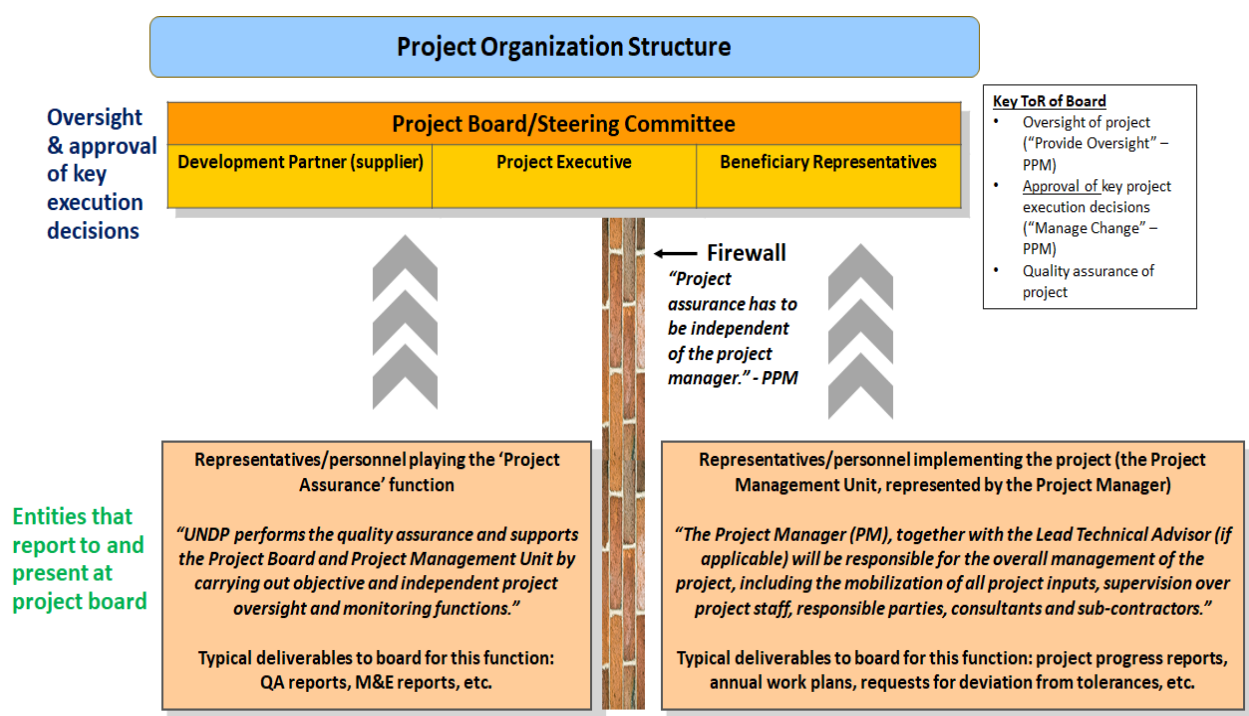 Project Organization Structure
Oversight
& approval
of key
execution
decisions
Project Board/Steering Committee
Development Partner (supplier)
Project Executive
Beneficiary Representatives
Key ToR of Board
• Oversight of project
(“Provide Oversight” –
PPM)
• Approval of key project
execution decisions
(“Manage Change” –
PPM)
• Quality assurance of
project
Firewall
“Project
assurance has to
be independent
of the project
manager.” - PPM
Entities that
report to and
present at
project board
Representatives/personnel playing the ‘Project
Assurance’ function
“UNDP performs the quality assurance and supports
the Project Board and Project Management Unit by
carrying out objective and independent project
oversight and monitoring functions.”
Typical deliverables to board for this function:
QA reports, M&E reports, etc.
Representatives/personnel implementing the project (the Project
Management Unit, represented by the Project Manager)
“The Project Manager (PM), together with the Lead Technical Advisor (if
applicable) will be responsible for the overall management of the
project, including the mobilization of all project inputs, supervision over
project staff, responsible parties, consultants and sub-contractors.”
Typical deliverables to board for this function: project progress reports,
annual work plans, requests for deviation from tolerances, etc.